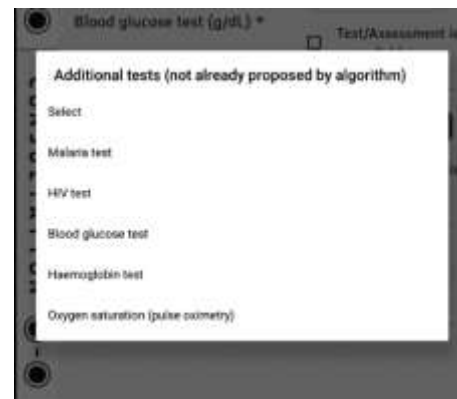 Blood glucose test (g/dL) *
Test/Assessment is
Additional tests (not already proposed by algorithm)
Select
Malaria test
HIV test
Blood glucose test
Haemoglobin test
Oxygen saturation (pulse oximetry)